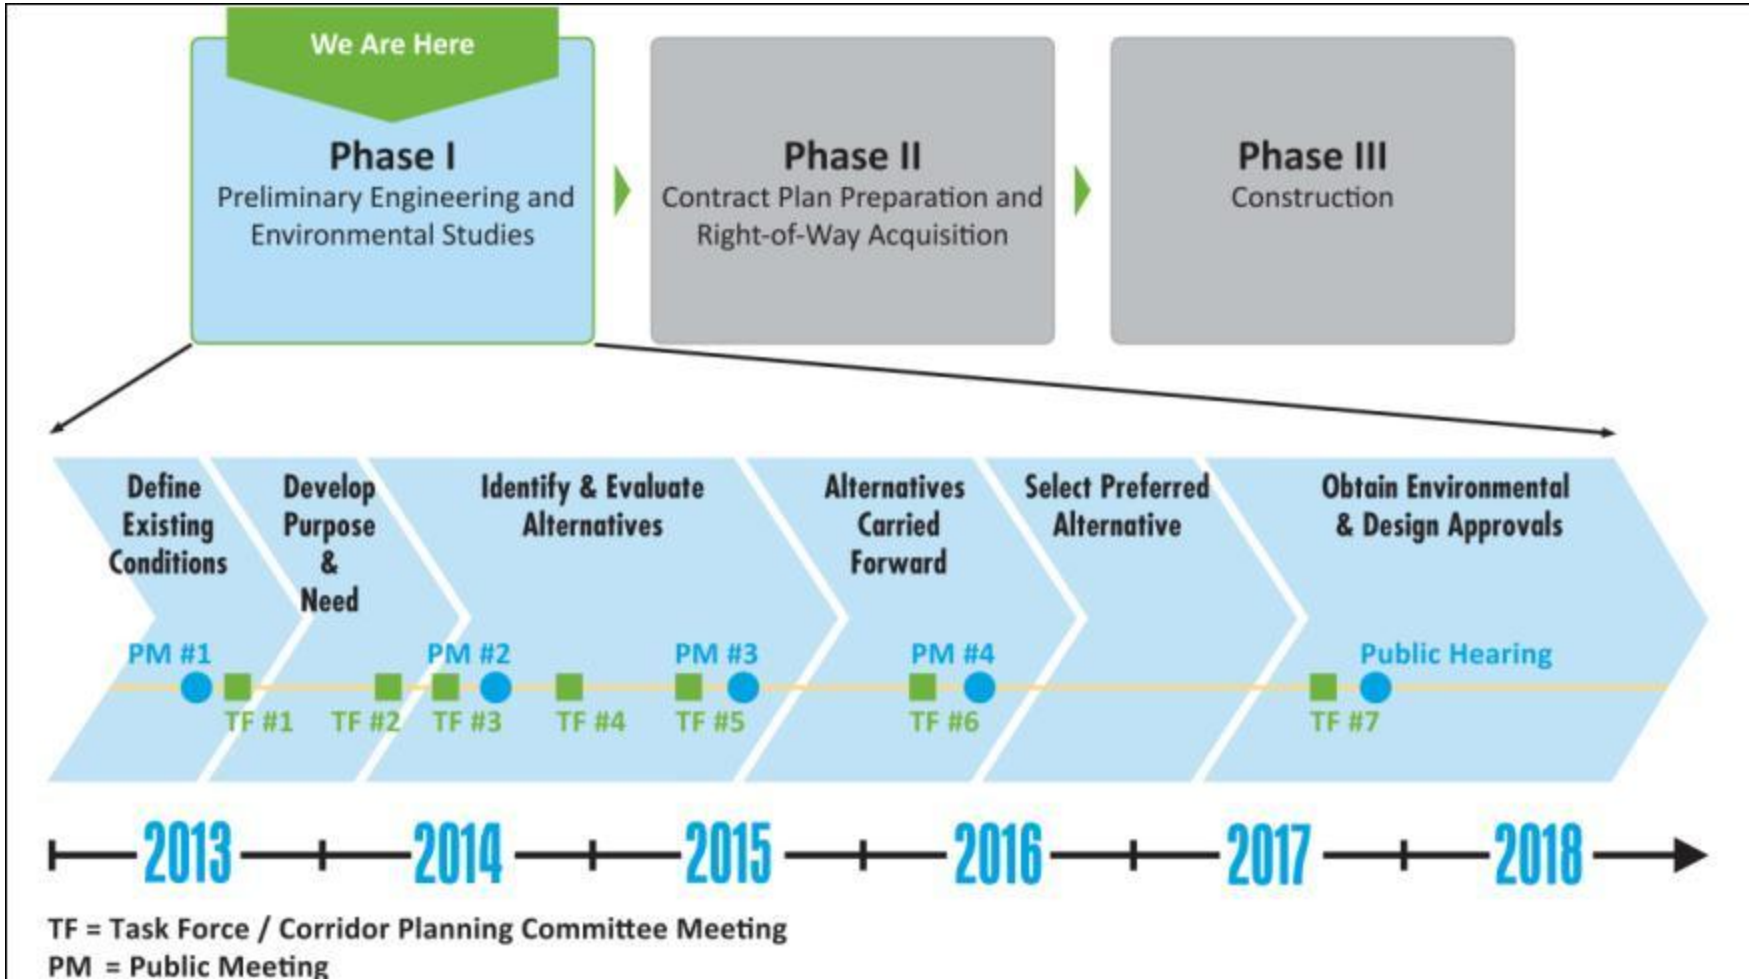 We Are Here
Phase I
Preliminary Engineering and
Environmental Studies
Phase II
Contract Plan Preparation and
Right-of-Way Acquisition
Phase III
Construction
Define
Existing
Conditions
Develop
Purpose
&
Need
Identify & Evaluate
Alternatives
Alternatives
Carried
Forward
Select Preferred
Alternative
Obtain Environmental
& Design Approvals
PM #1
PM #2
PM #3
PM #4
Public Hearing
TF #1
TF #2
TF #3
TF #4
TF #5
TF #6
TF #7
2013
2014
2015
2016
2017
2018
TF = Task Force / Corridor Planning Committee Meeting
PM = Public Meeting